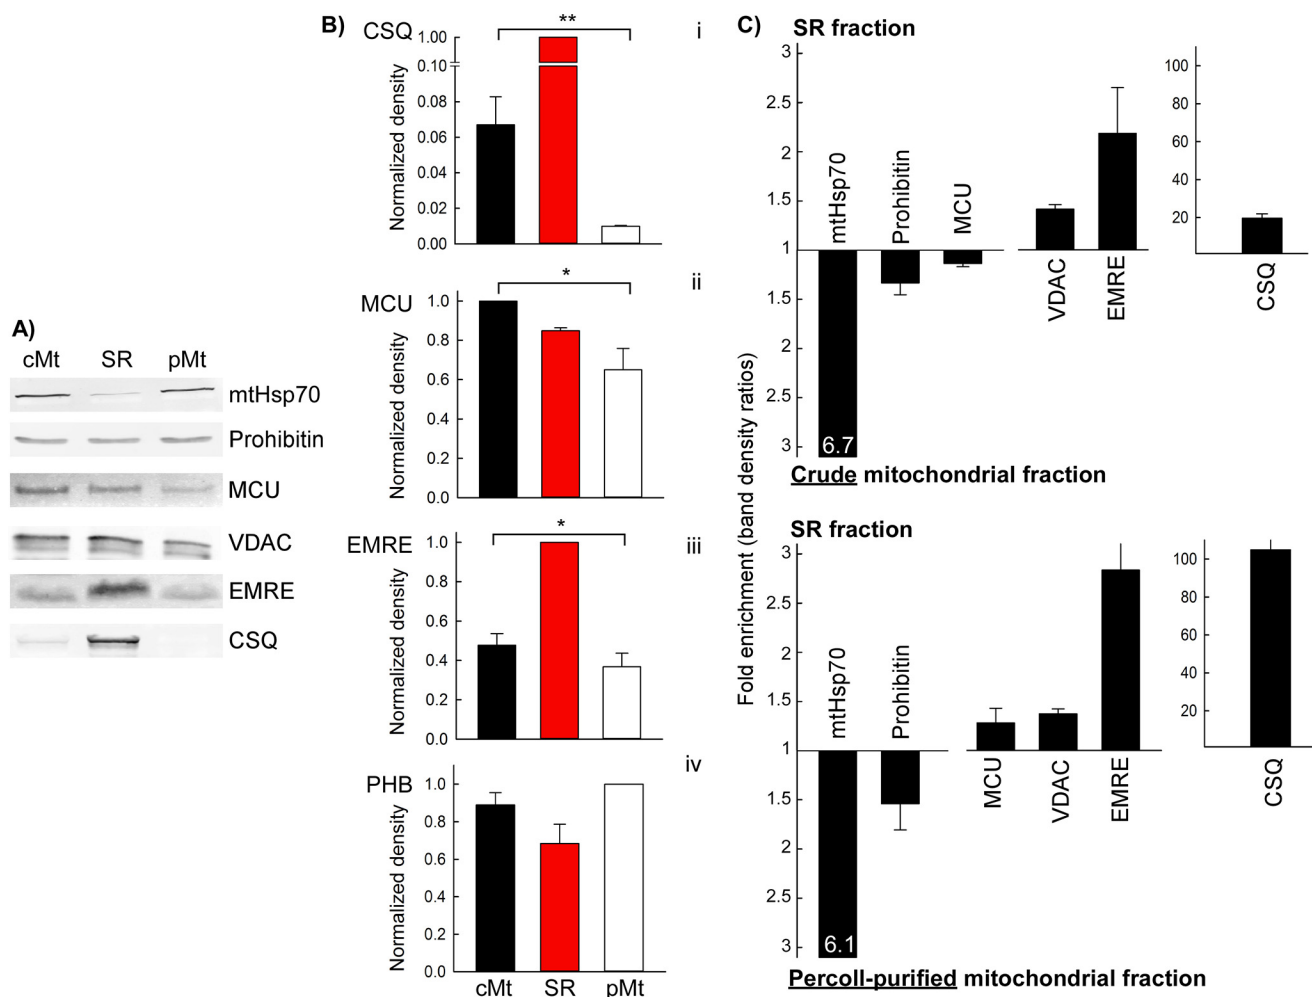 A)
cMt SR pMt
mtHsp70
Prohibitin
MCU
VDAC
EMRE
CSQ
B)
CSQ
**
i
Normalized density
1.00
0.10
0.08
0.06
0.04
0.02
0.00
MCU
*
ii
Normalized density
1.0
0.8
0.6
0.4
0.2
0.0
EMRE
*
iii
Normalized density
1.0
0.8
0.6
0.4
0.2
0.0
PHB
iv
Normalized density
1.0
0.8
0.6
0.4
0.2
0.0
cMt SR pMt
C)
SR fraction
Fold enrichment (band density ratios)
3
2.5
2
1.5
1
1.5
2
2.5
3
mtHsp70
Prohibitin
MCU
VDAC
EMRE
6.7
100
80
60
40
20
CSQ
Crude mitochondrial fraction
SR fraction
3
2.5
2
1.5
1
1.5
2
2.5
3
mtHsp70
Prohibitin
MCU
VDAC
EMRE
6.1
100
80
60
40
20
CSQ
Percoll-purified mitochondrial fraction